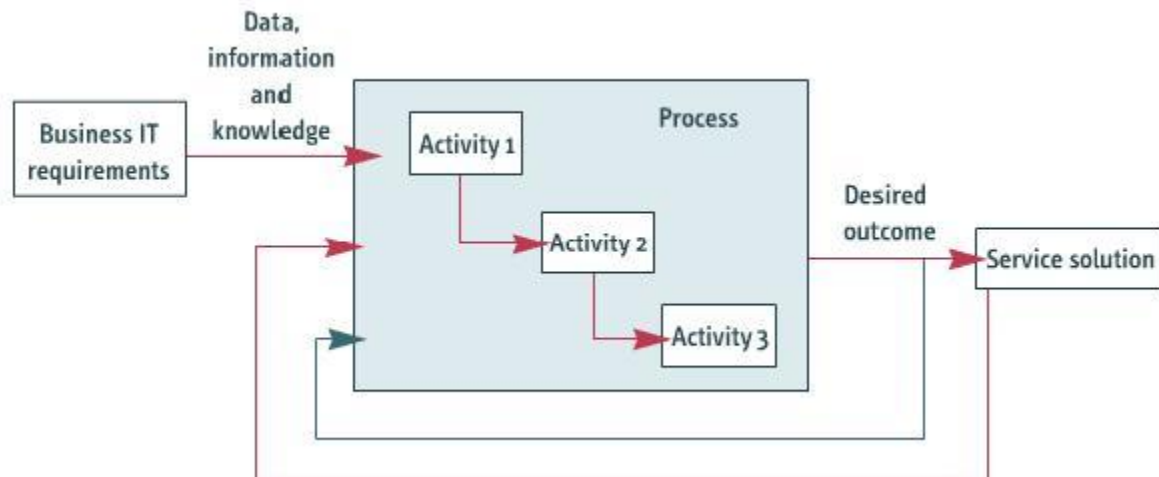 Data,
information
and
knowledge
Business IT
requirements
Process
Activity 1
Activity 2
Activity 3
Desired
outcome
Service solution